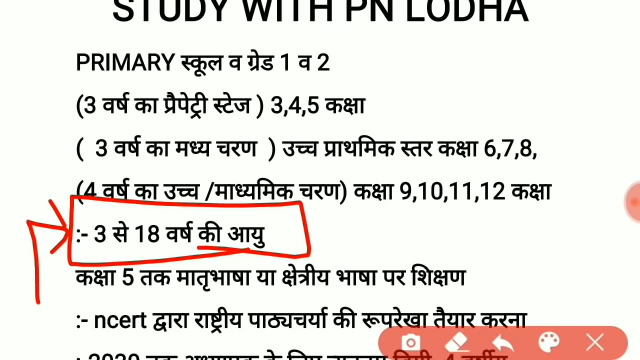 STUDY WITH PN LODHA
PRIMARY स्कूल व ग्रेड 1 व 2
(3 वर्ष का प्रैपेट्री स्टेज ) 3,4,5 कक्षा
( 3 वर्ष का मध्य चरण ) उच्च प्राथमिक स्तर कक्षा 6,7,8,
(4 वर्ष का उच्च /माध्यमिक चरण) कक्षा 9,10,11,12 कक्षा
:- 3 से 18 वर्ष की आयु
कक्षा 5 तक मातृभाषा या क्षेत्रीय भाषा पर शिक्षण
:- ncert द्वारा राष्ट्रीय पाठ्यचर्या की रूपरेखा तैयार करना